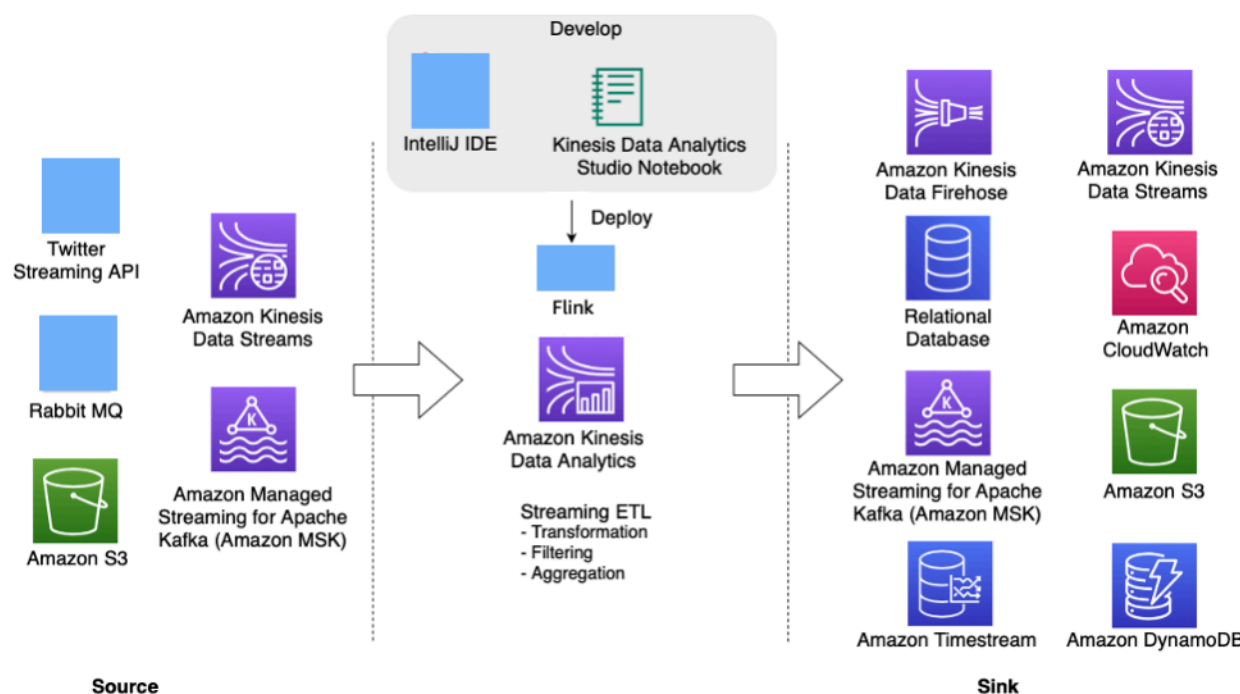 Develop
IntelliJ IDE
Kinesis Data Analytics
Studio Notebook
Deploy
Flink
Twitter
Streaming API
Amazon Kinesis
Data Streams
Rabbit MQ
Amazon S3
Amazon Managed
Streaming for Apache
Kafka (Amazon MSK)
Amazon Kinesis
Data Analytics
Streaming ETL
- Transformation
- Filtering
- Aggregation
Amazon Kinesis
Data Firehose
Amazon Kinesis
Data Streams
Relational
Database
Amazon
CloudWatch
K
Amazon Managed
Streaming for Apache
Kafka (Amazon MSK)
K
Amazon S3
Amazon Timestream
Amazon DynamoDB
Source
Sink